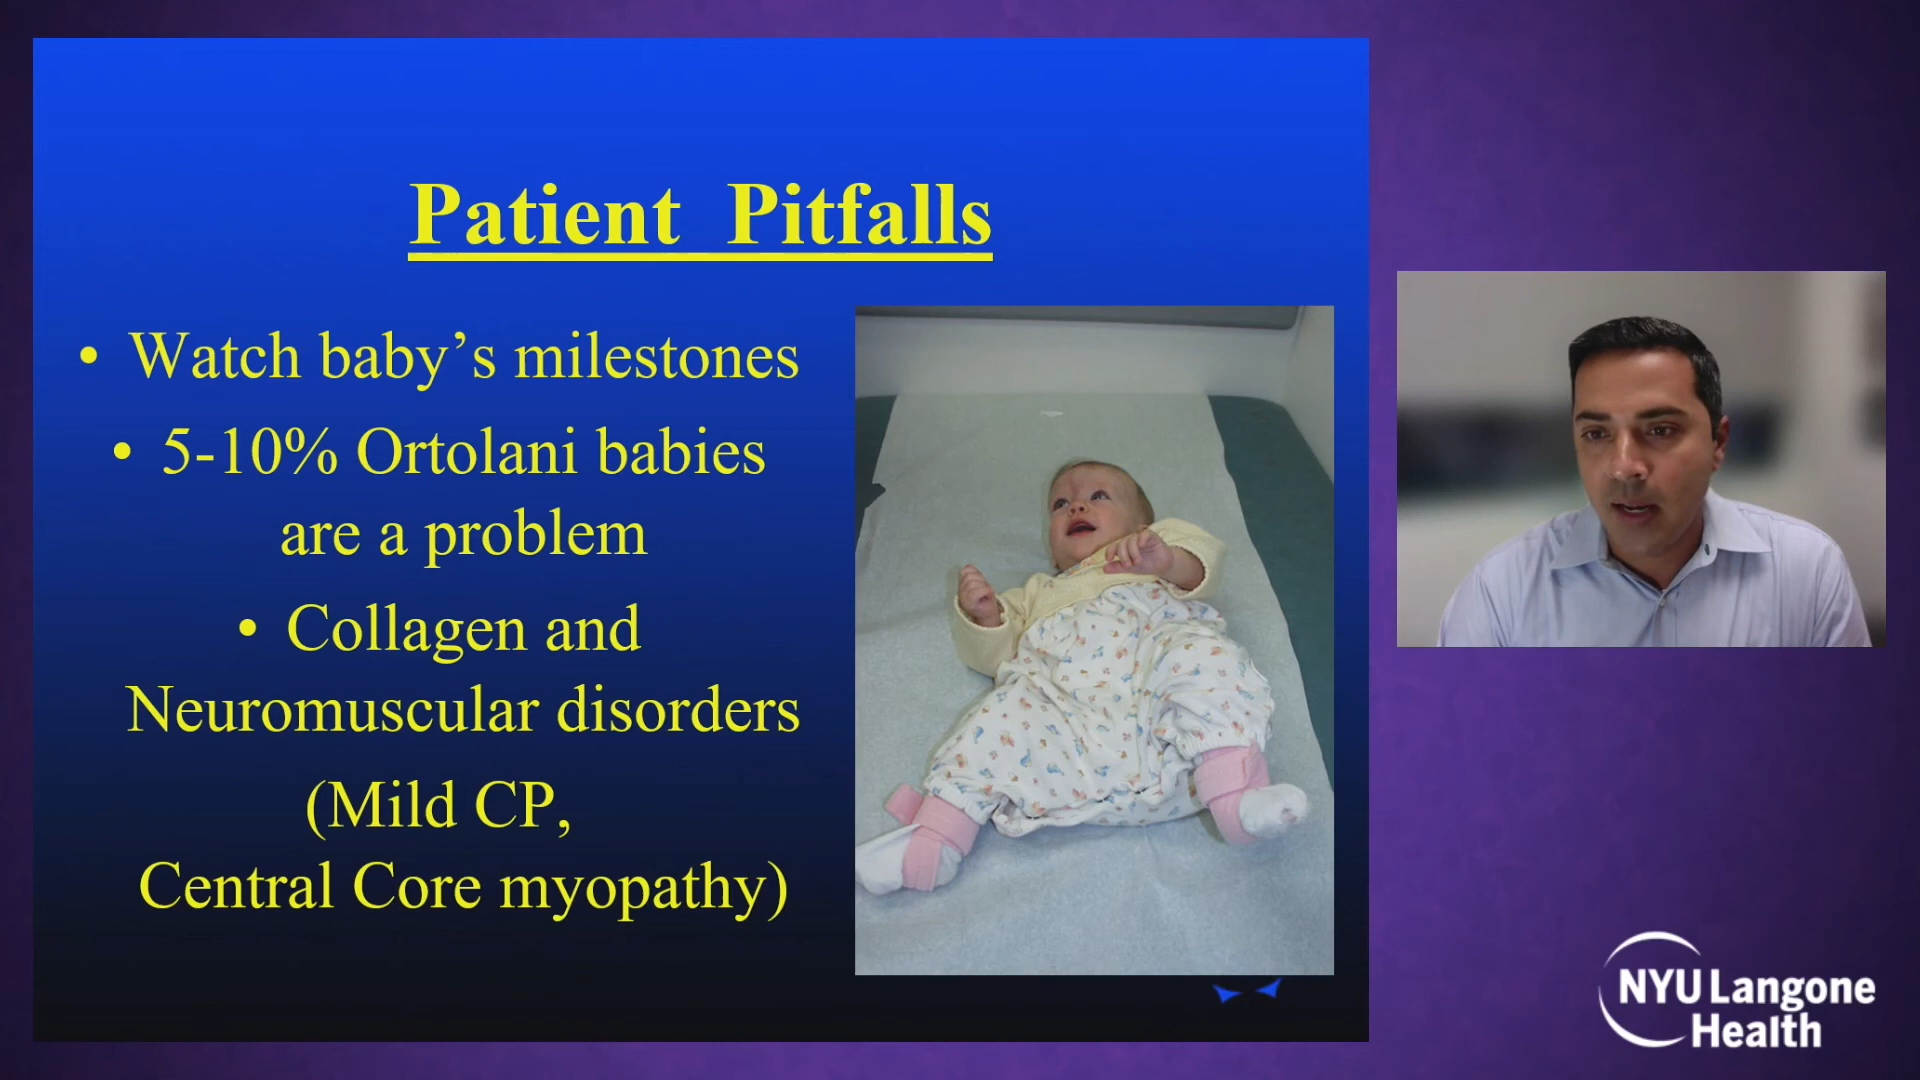 Patient Pitfalls
• Watch baby's milestones
• 5-10% Ortolani babies
are a problem
• Collagen and
Neuromuscular disorders
(Mild CP,
Central Core myopathy)
NYU Langone
Health